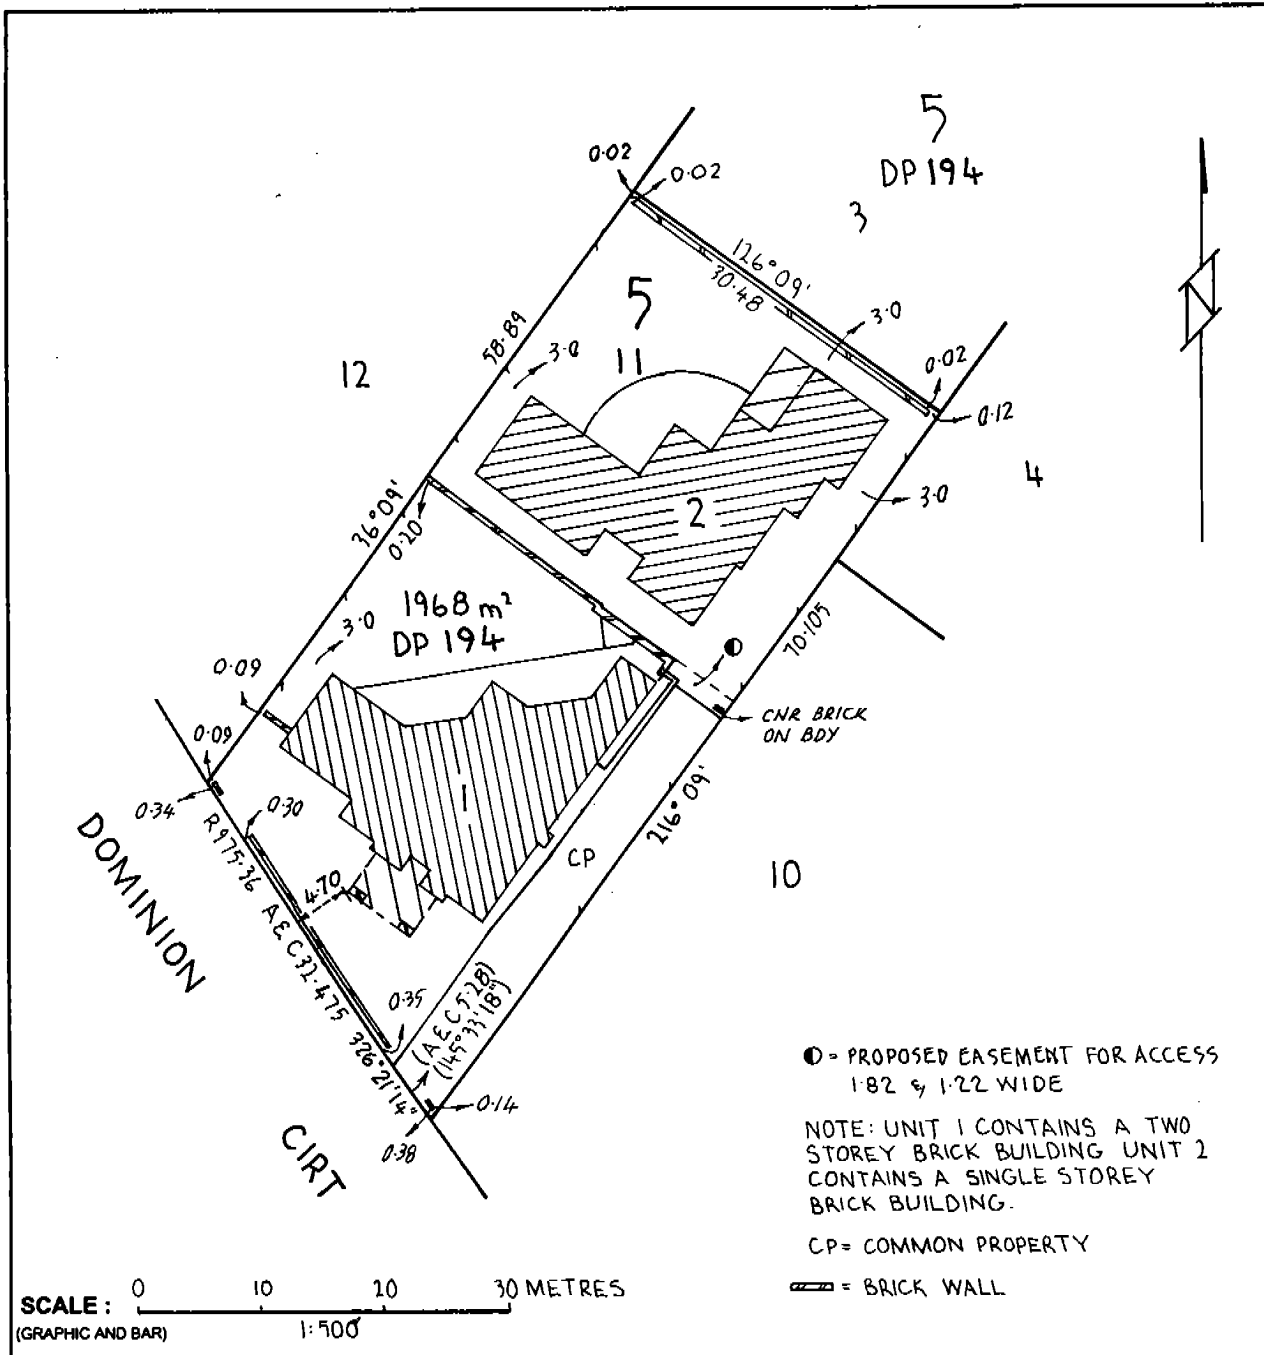 5
DP 194
3
0.02
0.02
126°09'
30.48
5
11
3.0
0.02
0.12
12
58.89
3.0
4
3.0
2
36°09'
0.20
1968 m²
DP 194
3.0
70.105
0.09
0.09
0.34
0.30
CNR BRICK
ON BDY
216°09'
1
CP
10
DOMINION
CIRT
R975.36 A & C 32.475 326°21'14"
4.70
0.35
(A & C 5.28)
(145°33'18")
0.14
0.38
= PROPOSED EASEMENT FOR ACCESS
1.82 & 1.22 WIDE
NOTE: UNIT 1 CONTAINS A TWO
STOREY BRICK BUILDING UNIT 2
CONTAINS A SINGLE STOREY
BRICK BUILDING.
CP = COMMON PROPERTY
= BRICK WALL
0 10 20 30 METRES
SCALE :
(GRAPHIC AND BAR)
1:500